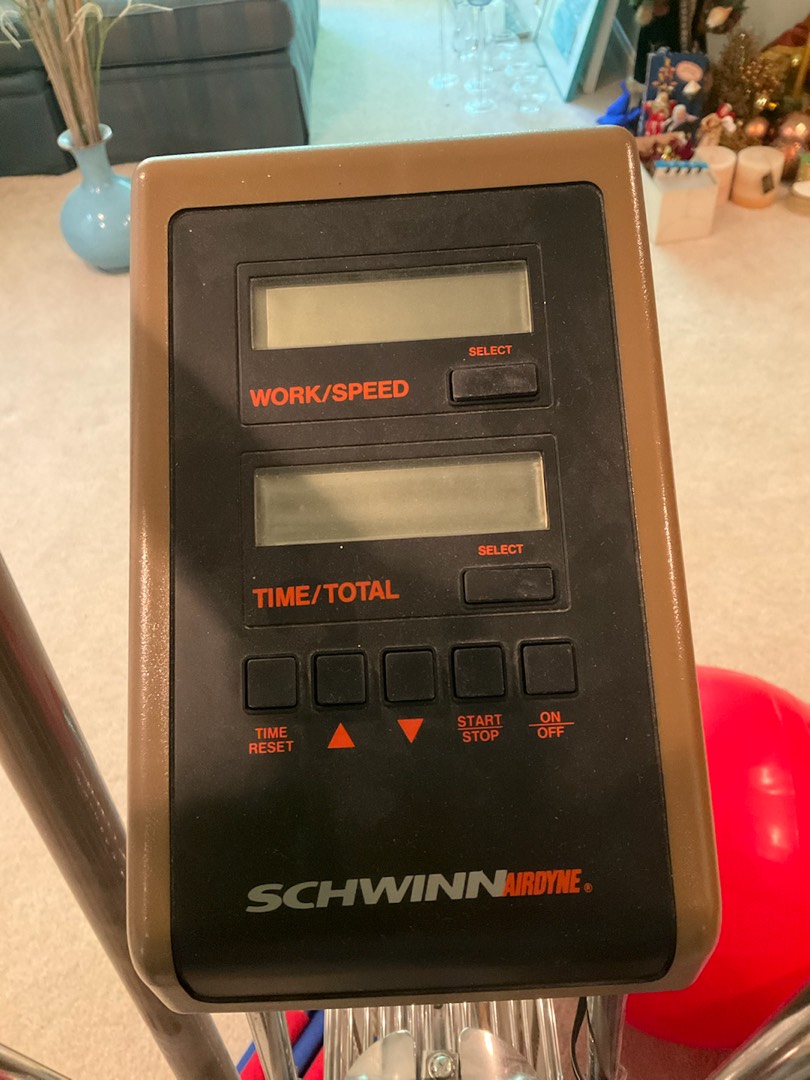 SELECT
WORK/SPEED
SELECT
TIME/TOTAL
TIME RESET
▲
▼
START STOP
ON OFF
SCHWINN AIRDYNE®